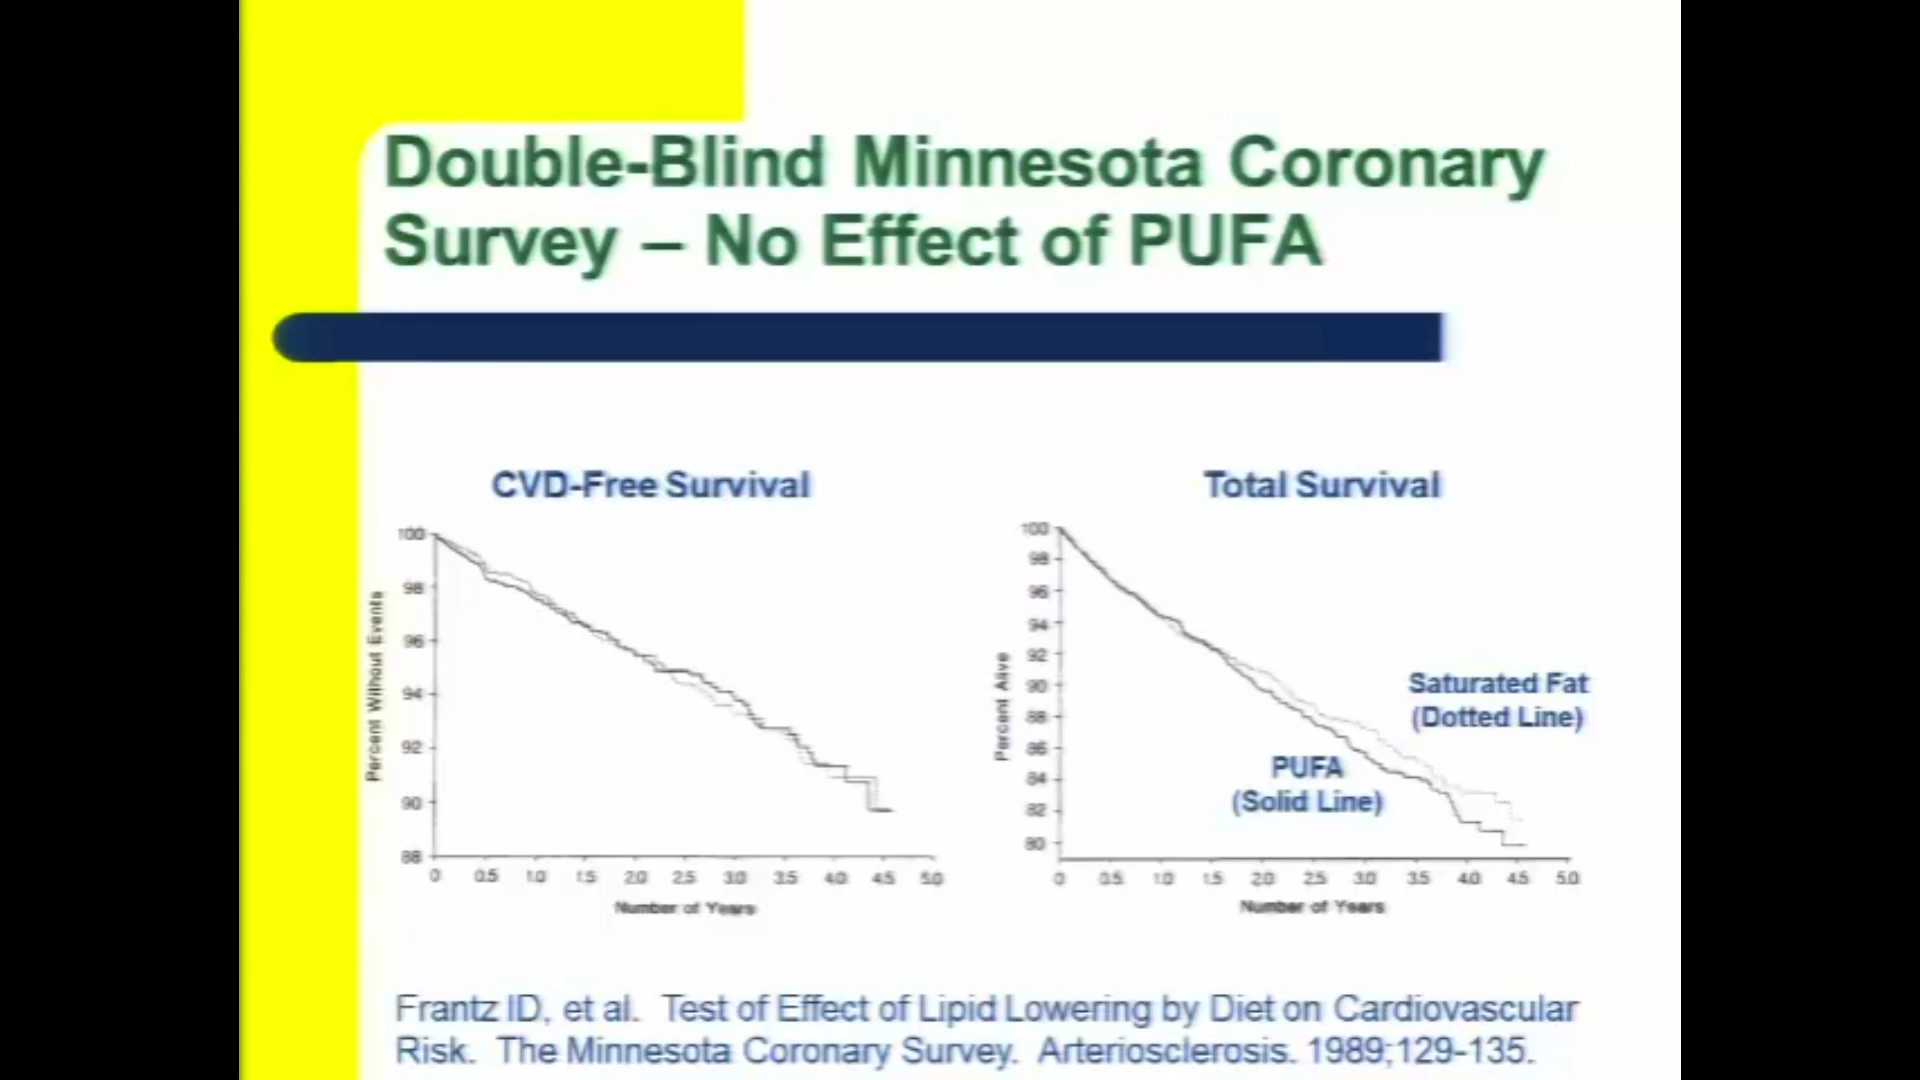 Double-Blind Minnesota Coronary
Survey – No Effect of PUFA
CVD-Free Survival
100
98
96
94
92
90
88
Percent Without Events
0 0.5 1.0 1.5 2.0 2.5 3.0 3.5 4.0 4.5 5.0
Number of Years
Total Survival
100
98
96
94
92
90
88
86
84
82
80
Percent Alive
Saturated Fat
(Dotted Line)
PUFA
(Solid Line)
0 0.5 1.0 1.5 2.0 2.5 3.0 3.5 4.0 4.5 5.0
Number of Years
Frantz ID, et al. Test of Effect of Lipid Lowering by Diet on Cardiovascular
Risk. The Minnesota Coronary Survey. Arteriosclerosis. 1989;129-135.